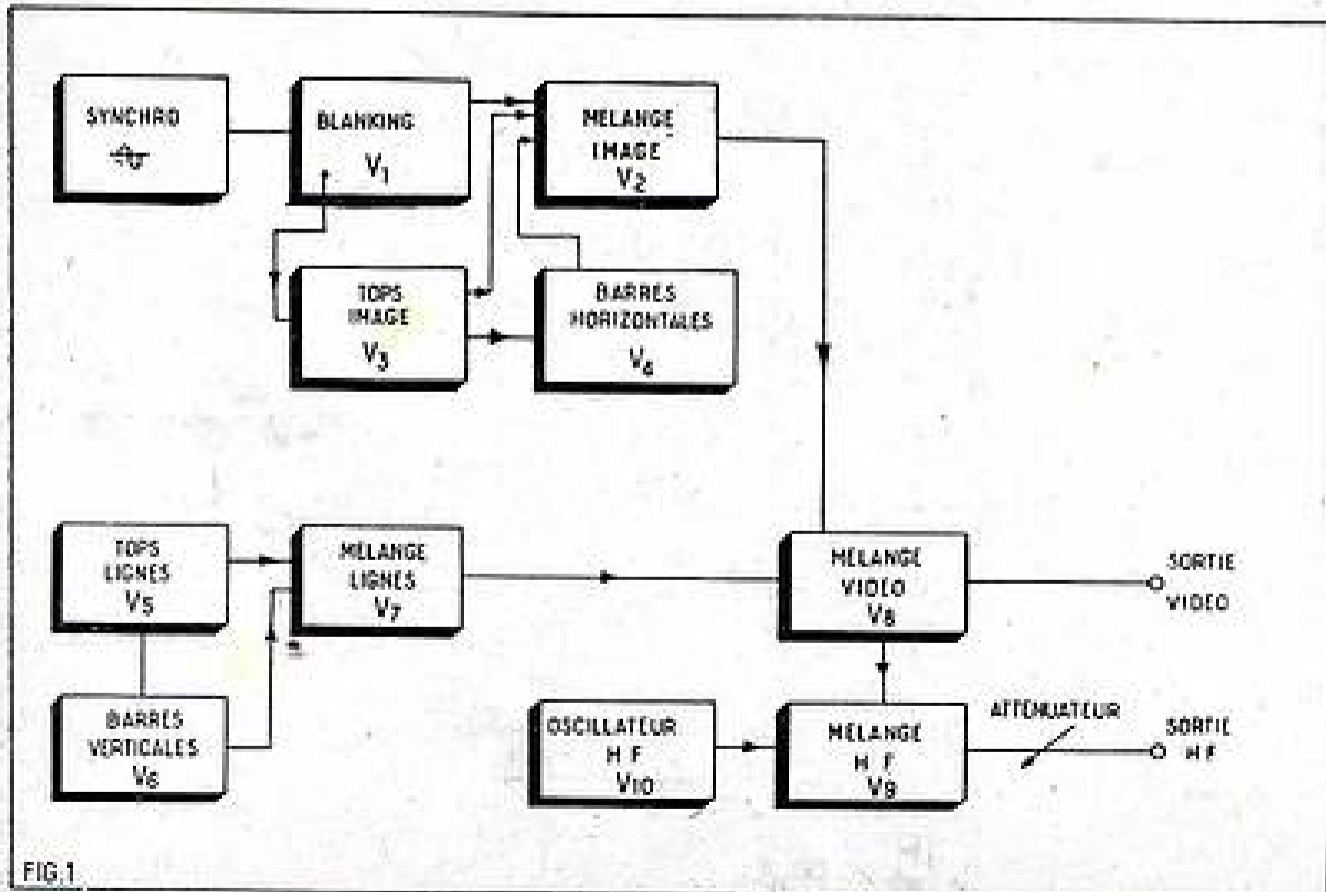 SYNCHRO
BLANKING
V1
MELANGE
IMAGE
V2
TOPS
IMAGE
V3
BARRES
HORIZONTALES
V4
TOPS
LIGNES
V5
MELANGE
LIGNES
V7
MELANGE
VIDEO
V8
SORTIE
VIDEO
BARRES
VERTICALES
V6
OSCILLATEUR
H F
V10
MELANGE
H F
V9
ATTENUATEUR
SORTIE
H F
FIG.1